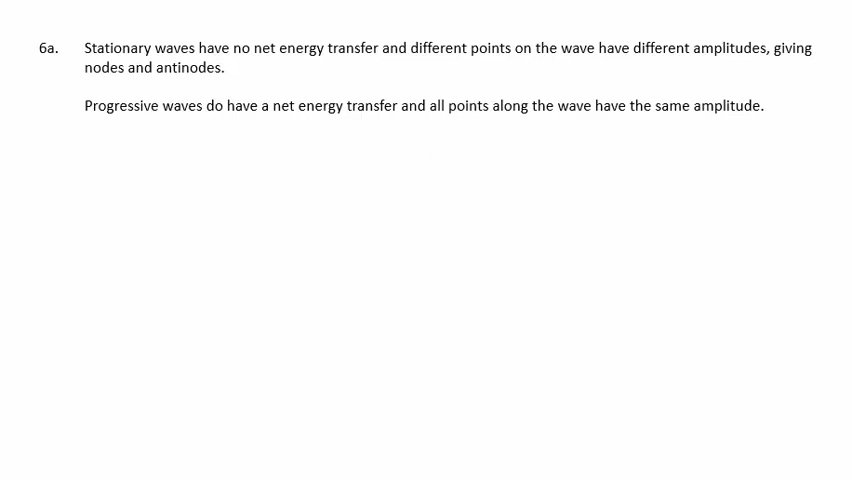 6a. Stationary waves have no net energy transfer and different points on the wave have different amplitudes, giving
nodes and antinodes.
Progressive waves do have a net energy transfer and all points along the wave have the same amplitude.